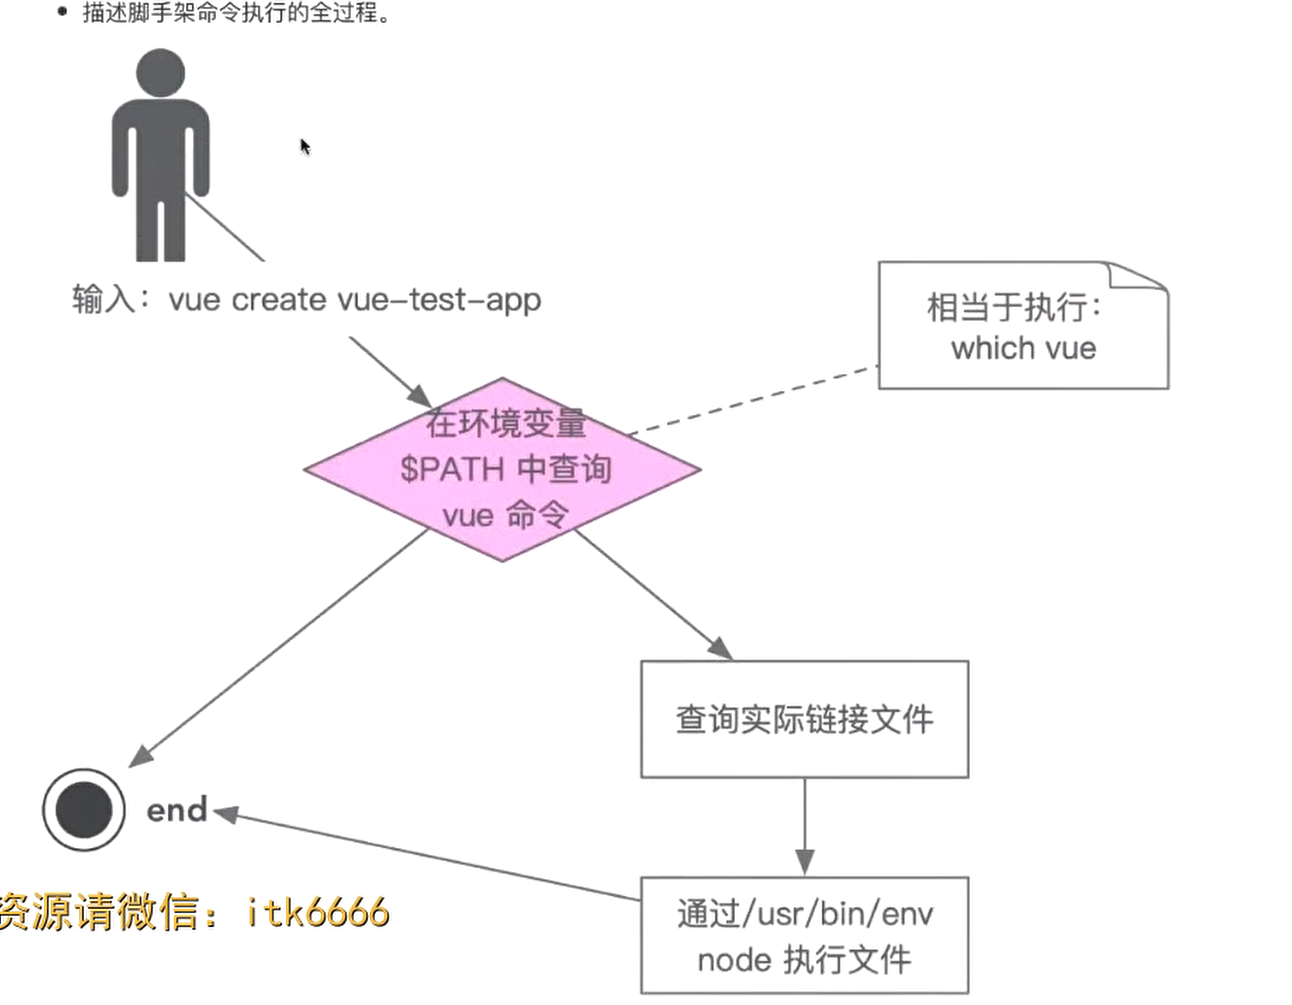 描述脚手架命令执行的全过程。
输入：vue create vue-test-app
相当于执行：
which vue
在环境变量
$PATH 中查询
vue 命令
查询实际链接文件
end
资源请微信：itk6666
通过/usr/bin/env
node 执行文件